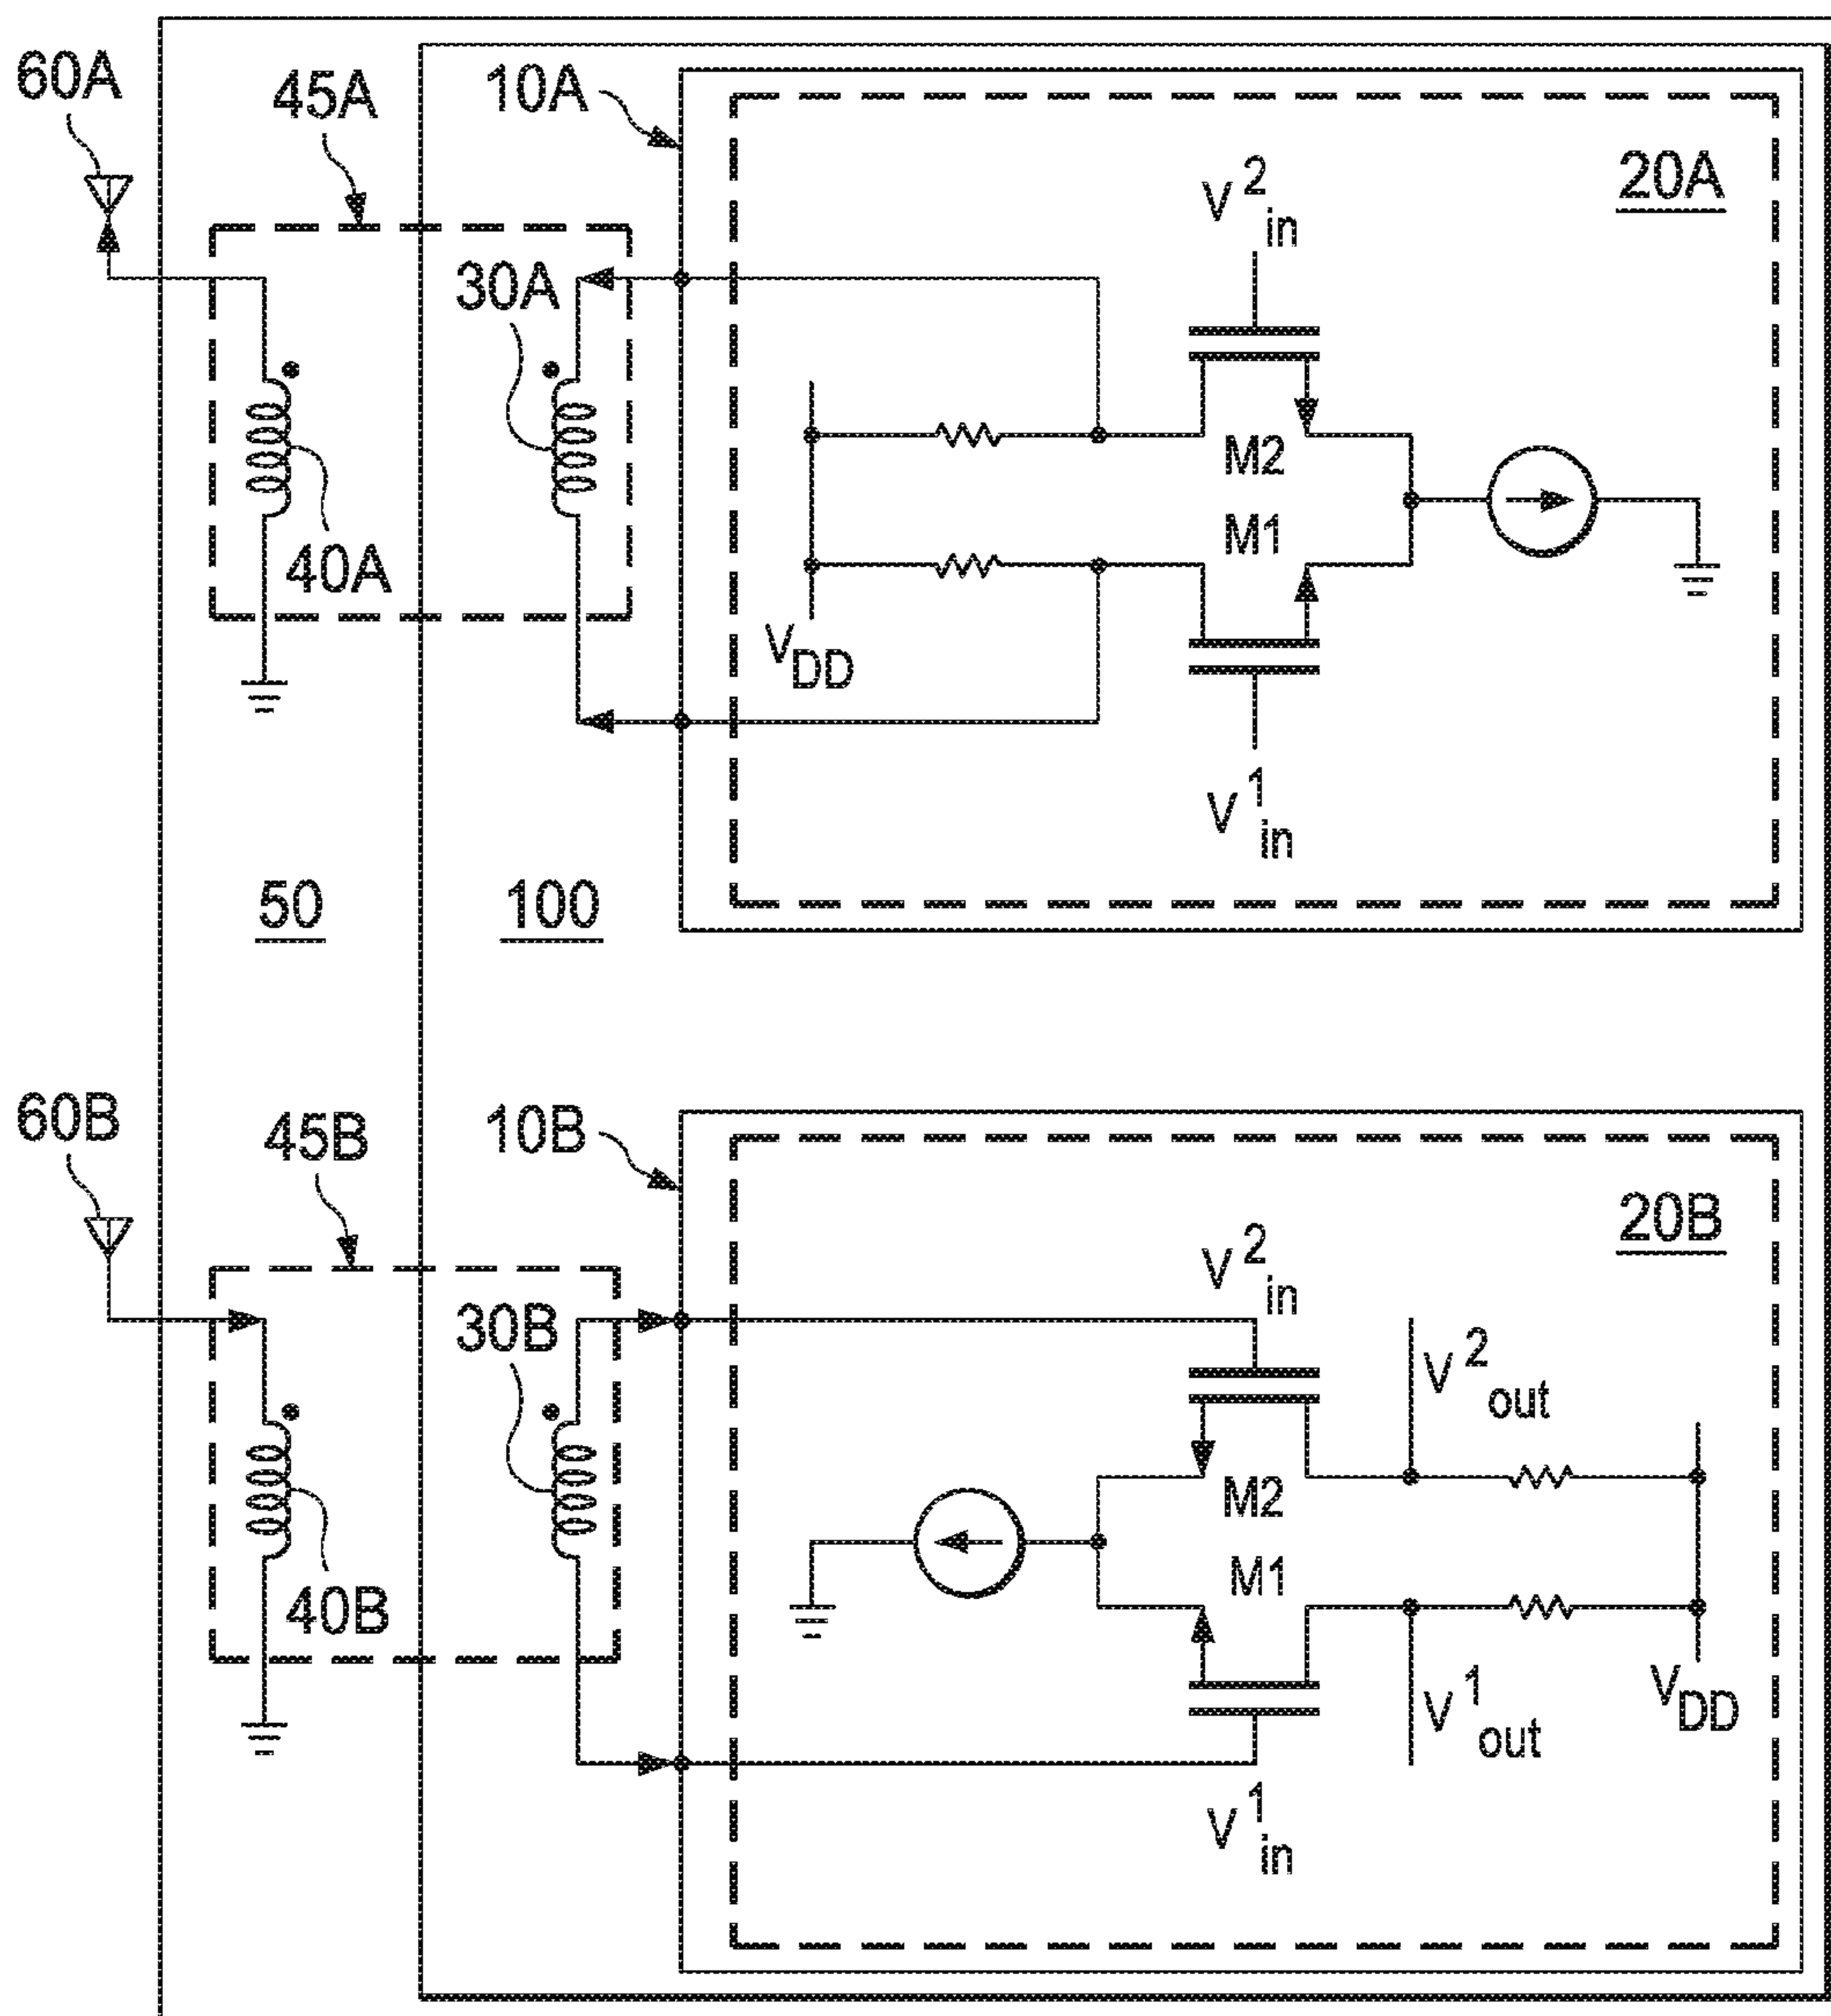 60A
45A
10A
20A
V2in
30A
M2
M1
40A
VDD
V1in
50
100
60B
45B
10B
20B
V2in
30B
V2out
M2
M1
40B
V1out
VDD
V1in